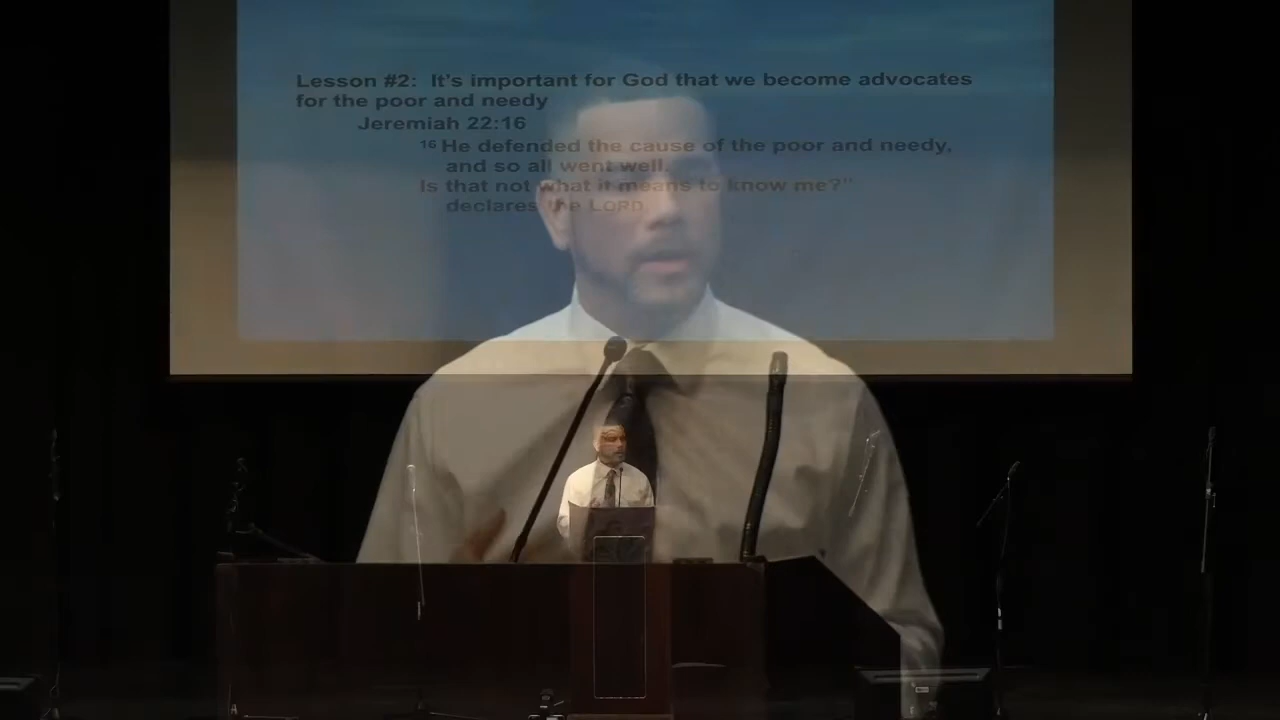 Lesson #2: It's important for God that we become advocates
for the poor and needy
Jeremiah 22:16
16 He defended the cause of the poor and needy,
and so all went well.
Is that not what it means to know me?"
declares the LORD.